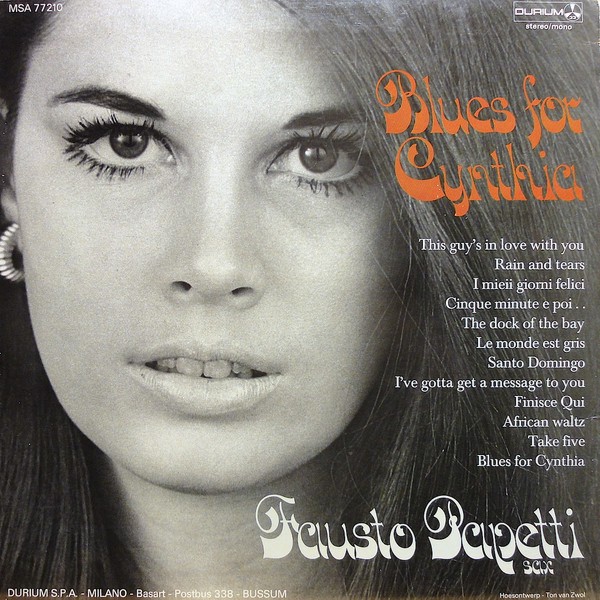 MSA 77210
DURIUM
stereo/mono
Blues for
Cynthia
This guy's in love with you
Rain and tears
I mieii giorni felici
Cinque minute e poi . .
The dock of the bay
Le monde est gris
Santo Domingo
I've gotta get a message to you
Finisce Qui
African waltz
Take five
Blues for Cynthia
Fausto Papetti
sax
DURIUM S.P.A. - MILANO - Basart - Postbus 338 - BUSSUM
Hoesontwerp - Ton van Zwol